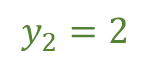 y₂ = 2